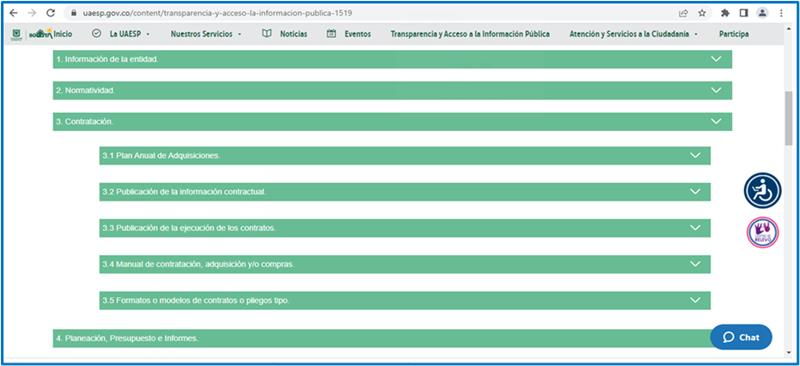 uaesp.gov.co/content/transparencia-y-acceso-la-informacion-publica-1519
Inicio La UAESP Nuestros Servicios Noticias Eventos Transparencia y Acceso a la Información Pública Atención y Servicios a la Ciudadanía Participa
1. Información de la entidad.
2. Normatividad.
3. Contratación.
3.1 Plan Anual de Adquisiciones.
3.2 Publicación de la información contractual.
3.3 Publicación de la ejecución de los contratos.
3.4 Manual de contratación, adquisición y/o compras.
3.5 Formatos o modelos de contratos o pliegos tipo.
4. Planeación, Presupuesto e Informes.
RELEVO
Chat